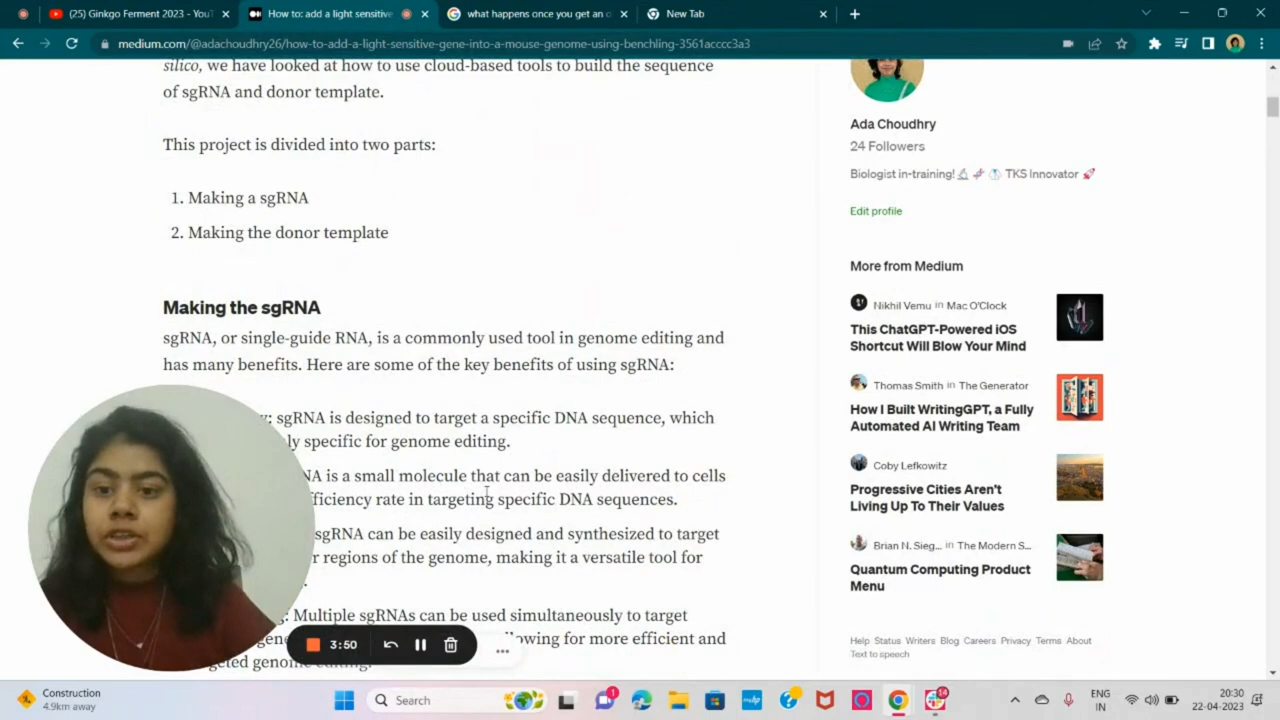 (25) Ginkgo Ferment 2023 - YouT
How to: add a light sensitive
what happens once you get an o
New Tab
medium.com/@adachoudhry26/how-to-add-a-light-sensitive-gene-into-a-mouse-genome-using-benchling-3561acccc3a3
silico, we have looked at how to use cloud-based tools to build the sequence
of sgRNA and donor template.
This project is divided into two parts:
1. Making a sgRNA
2. Making the donor template
Making the sgRNA
sgRNA, or single-guide RNA, is a commonly used tool in genome editing and
has many benefits. Here are some of the key benefits of using sgRNA:
: sgRNA is designed to target a specific DNA sequence, which
ly specific for genome editing.
NA is a small molecule that can be easily delivered to cells
fficiency rate in targeting specific DNA sequences.
sgRNA can be easily designed and synthesized to target
r regions of the genome, making it a versatile tool for
: Multiple sgRNAs can be used simultaneously to target
gene
lowing for more efficient and
geted genome editing.
Ada Choudhry
24 Followers
Biologist in-training! TKS Innovator
Edit profile
More from Medium
Nikhil Vemu in Mac O'Clock
This ChatGPT-Powered iOS
Shortcut Will Blow Your Mind
Thomas Smith in The Generator
How I Built WritingGPT, a Fully
Automated AI Writing Team
Coby Lefkowitz
Progressive Cities Aren't
Living Up To Their Values
Brian N. Sieg... in The Modern S...
Quantum Computing Product
Menu
Help Status Writers Blog Careers Privacy Terms About
Text to speech
3:50
Construction
4.9km away
Search
1
14
ENG
IN
20:30
22-04-2023